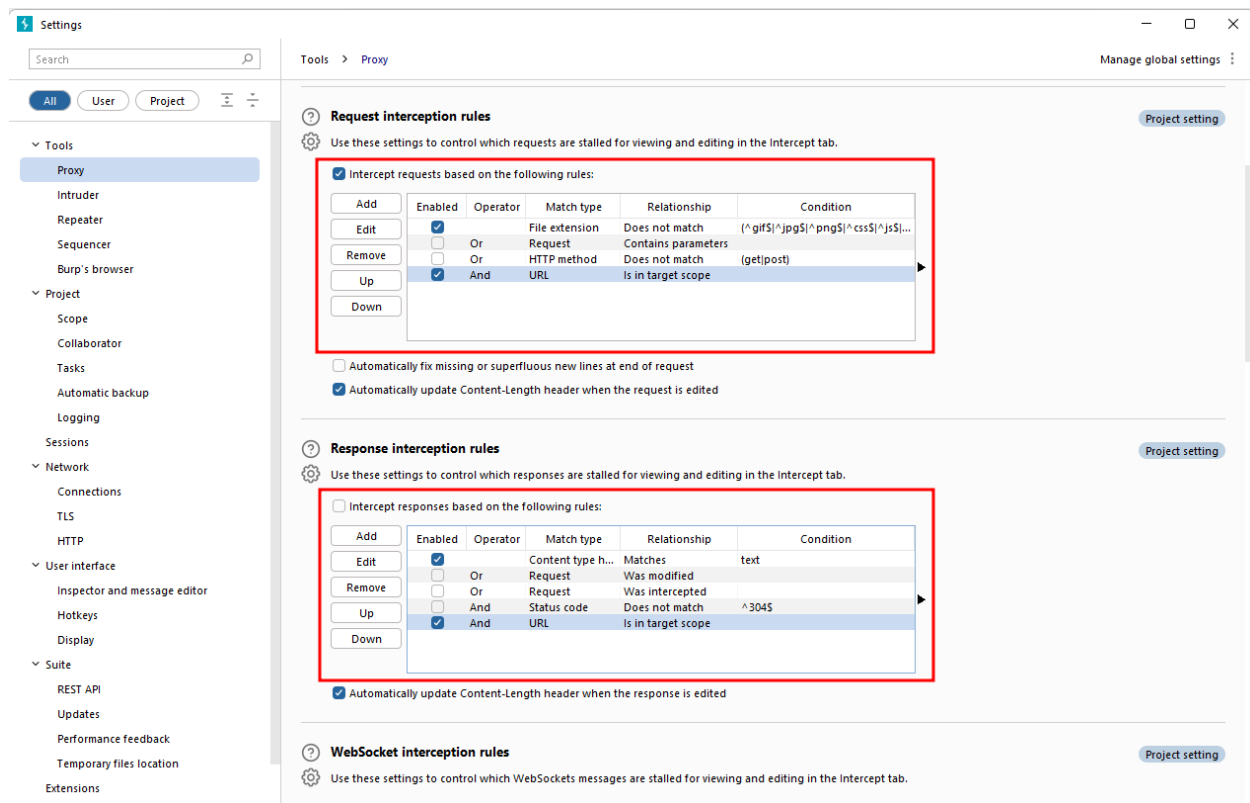 Settings
Search
All User Project
Tools
Proxy
Intruder
Repeater
Sequencer
Burp's browser
Project
Scope
Collaborator
Tasks
Automatic backup
Logging
Sessions
Network
Connections
TLS
HTTP
User interface
Inspector and message editor
Hotkeys
Display
Suite
REST API
Updates
Performance feedback
Temporary files location
Extensions
Tools > Proxy
Manage global settings
Request interception rules
Project setting
Use these settings to control which requests are stalled for viewing and editing in the Intercept tab.
Intercept requests based on the following rules:
Add
Edit
Remove
Up
Down
Enabled Operator Match type Relationship Condition
File extension Does not match (^gif$|^jpg$|^png$|^css$|^js$|...
Or Request Contains parameters
Or HTTP method Does not match (get|post)
And URL Is in target scope
Automatically fix missing or superfluous new lines at end of request
Automatically update Content-Length header when the request is edited
Response interception rules
Project setting
Use these settings to control which responses are stalled for viewing and editing in the Intercept tab.
Intercept responses based on the following rules:
Add
Edit
Remove
Up
Down
Enabled Operator Match type Relationship Condition
Content type h... Matches text
Or Request Was modified
Or Request Was intercepted
And Status code Does not match ^304$
And URL Is in target scope
Automatically update Content-Length header when the response is edited
WebSocket interception rules
Project setting
Use these settings to control which WebSockets messages are stalled for viewing and editing in the Intercept tab.